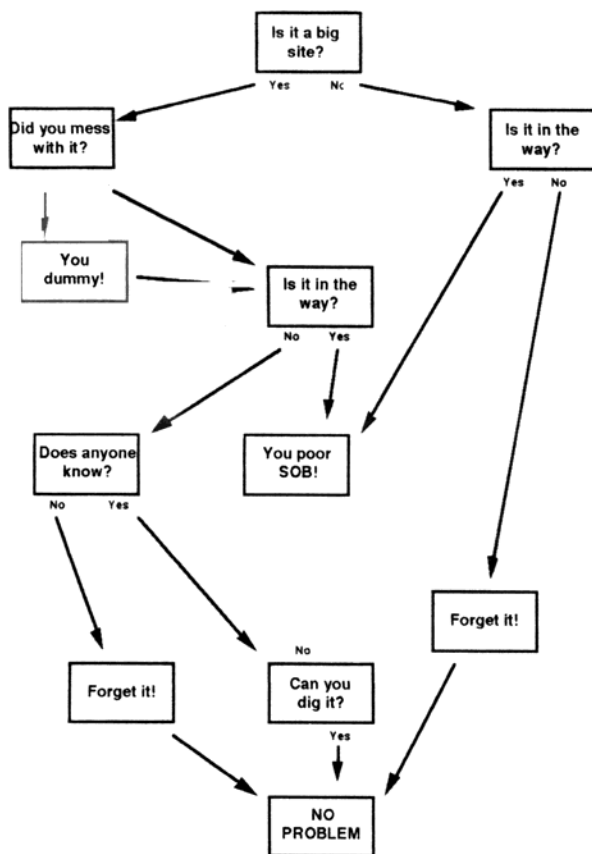 Is it a big
site?
Yes No
Did you mess
with it?
Is it in the
way?
Yes No
You
dummy!
Is it in the
way?
No Yes
Does anyone
know?
No Yes
You poor
SOB!
Forget it!
No
Forget it!
Can you
dig it?
Yes
NO
PROBLEM